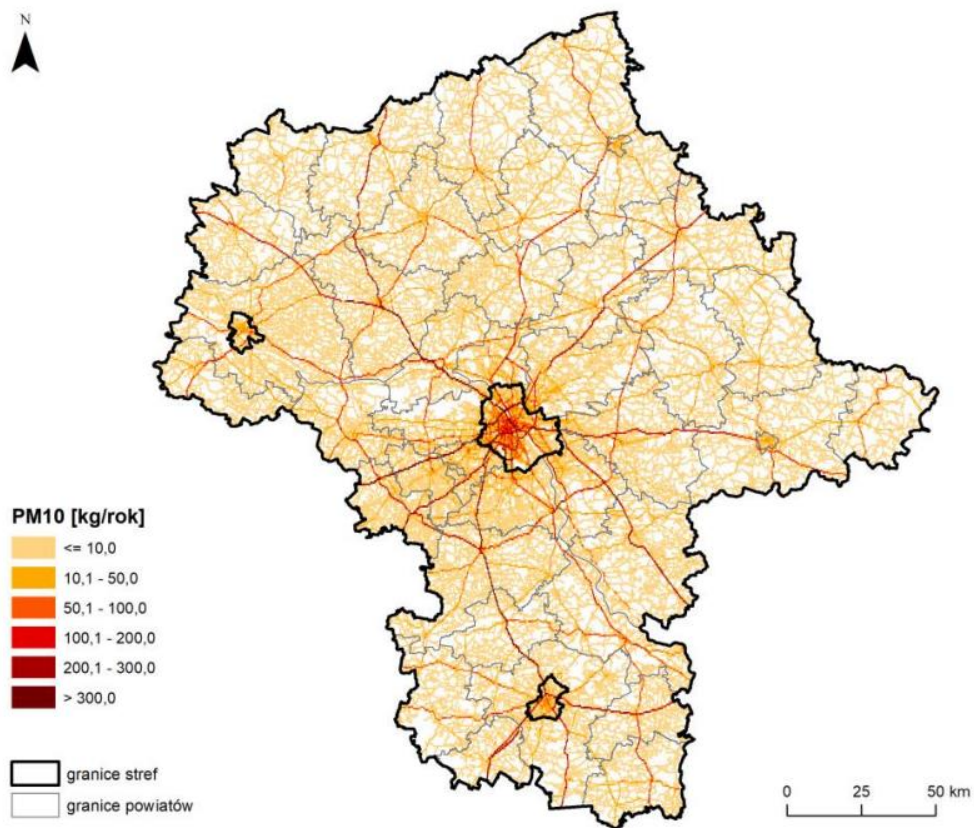 N
PM10 [kg/rok]
<= 10,0
10,1 - 50,0
50,1 - 100,0
100,1 - 200,0
200,1 - 300,0
> 300,0
granice stref
granice powiatów
0 25 50 km